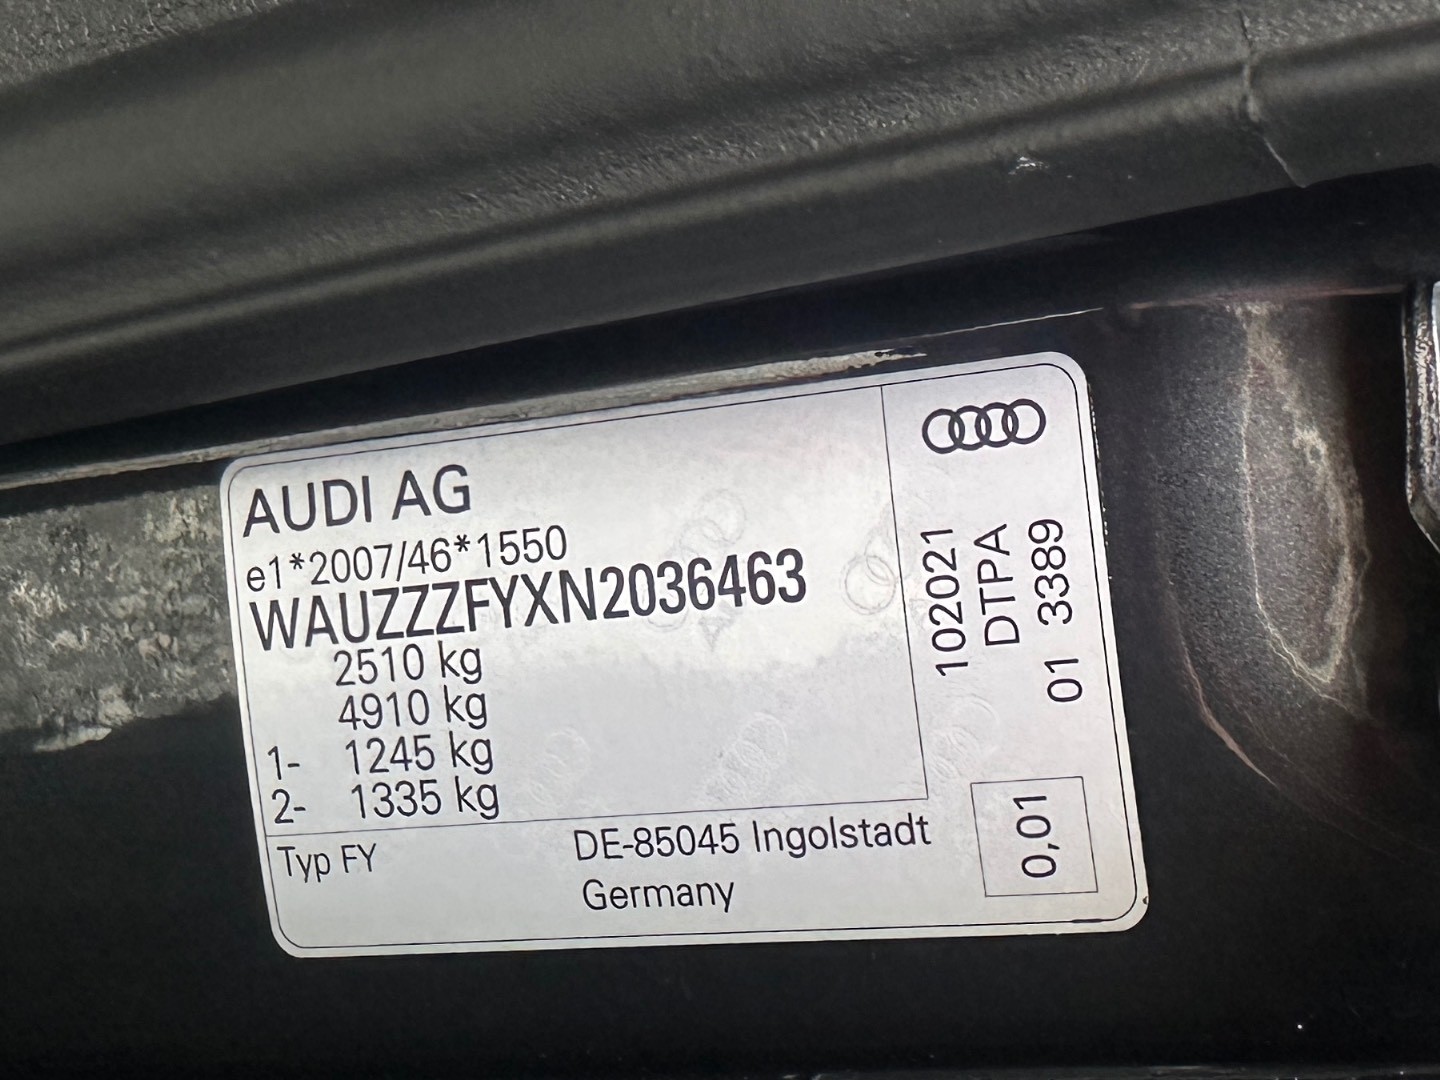 AUDI AG
e1*2007/46*1550
WAUZZZFYXN2036463
2510 kg
4910 kg
1- 1245 kg
2- 1335 kg
Typ FY
DE-85045 Ingolstadt
Germany
102021
DTPA
01 3389
0,01